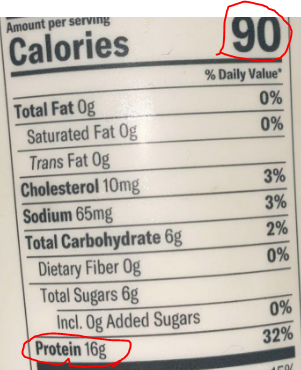 Amount per serving
Calories 90
% Daily Value*
Total Fat 0g 0%
Saturated Fat 0g 0%
Trans Fat 0g
Cholesterol 10mg 3%
Sodium 65mg 3%
Total Carbohydrate 6g 2%
Dietary Fiber 0g 0%
Total Sugars 6g
Incl. 0g Added Sugars 0%
Protein 16g 32%